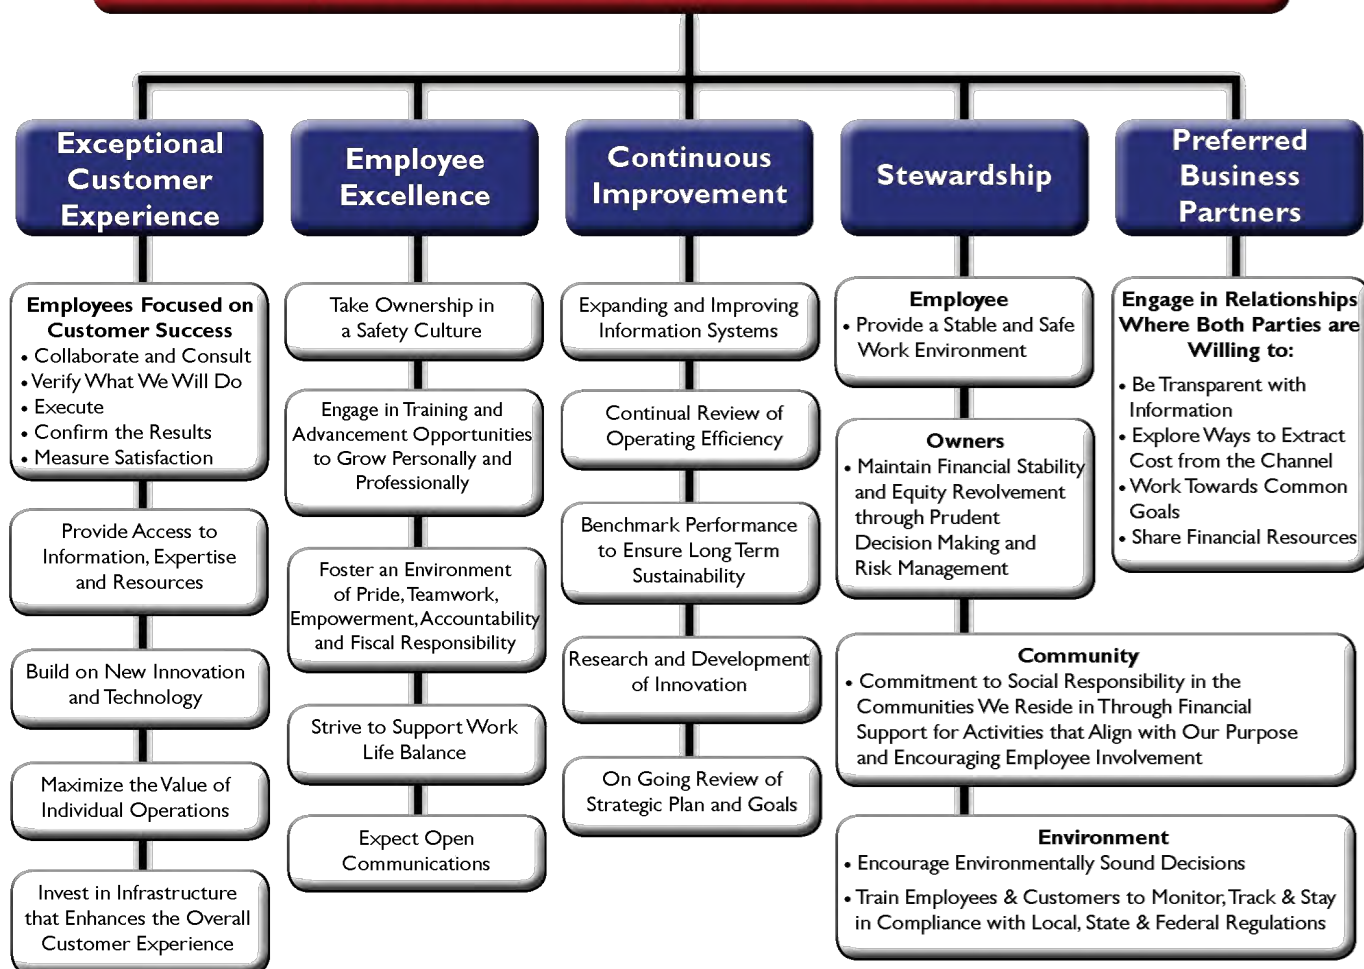 Exceptional
Customer
Experience
Employees Focused on
Customer Success
• Collaborate and Consult
• Verify What We Will Do
• Execute
• Confirm the Results
• Measure Satisfaction
Provide Access to
Information, Expertise
and Resources
Build on New Innovation
and Technology
Maximize the Value of
Individual Operations
Invest in Infrastructure
that Enhances the Overall
Customer Experience
Employee
Excellence
Take Ownership in
a Safety Culture
Engage in Training and
Advancement Opportunities
to Grow Personally and
Professionally
Foster an Environment
of Pride, Teamwork,
Empowerment, Accountability
and Fiscal Responsibility
Strive to Support Work
Life Balance
Expect Open
Communications
Continuous
Improvement
Expanding and Improving
Information Systems
Continual Review of
Operating Efficiency
Benchmark Performance
to Ensure Long Term
Sustainability
Research and Development
of Innovation
On Going Review of
Strategic Plan and Goals
Stewardship
Employee
• Provide a Stable and Safe
Work Environment
Owners
• Maintain Financial Stability
and Equity Revolvement
through Prudent
Decision Making and
Risk Management
Community
• Commitment to Social Responsibility in the
Communities We Reside in Through Financial
Support for Activities that Align with Our Purpose
and Encouraging Employee Involvement
Environment
• Encourage Environmentally Sound Decisions
• Train Employees & Customers to Monitor, Track & Stay
in Compliance with Local, State & Federal Regulations
Preferred
Business
Partners
Engage in Relationships
Where Both Parties are
Willing to:
• Be Transparent with
Information
• Explore Ways to Extract
Cost from the Channel
• Work Towards Common
Goals
• Share Financial Resources